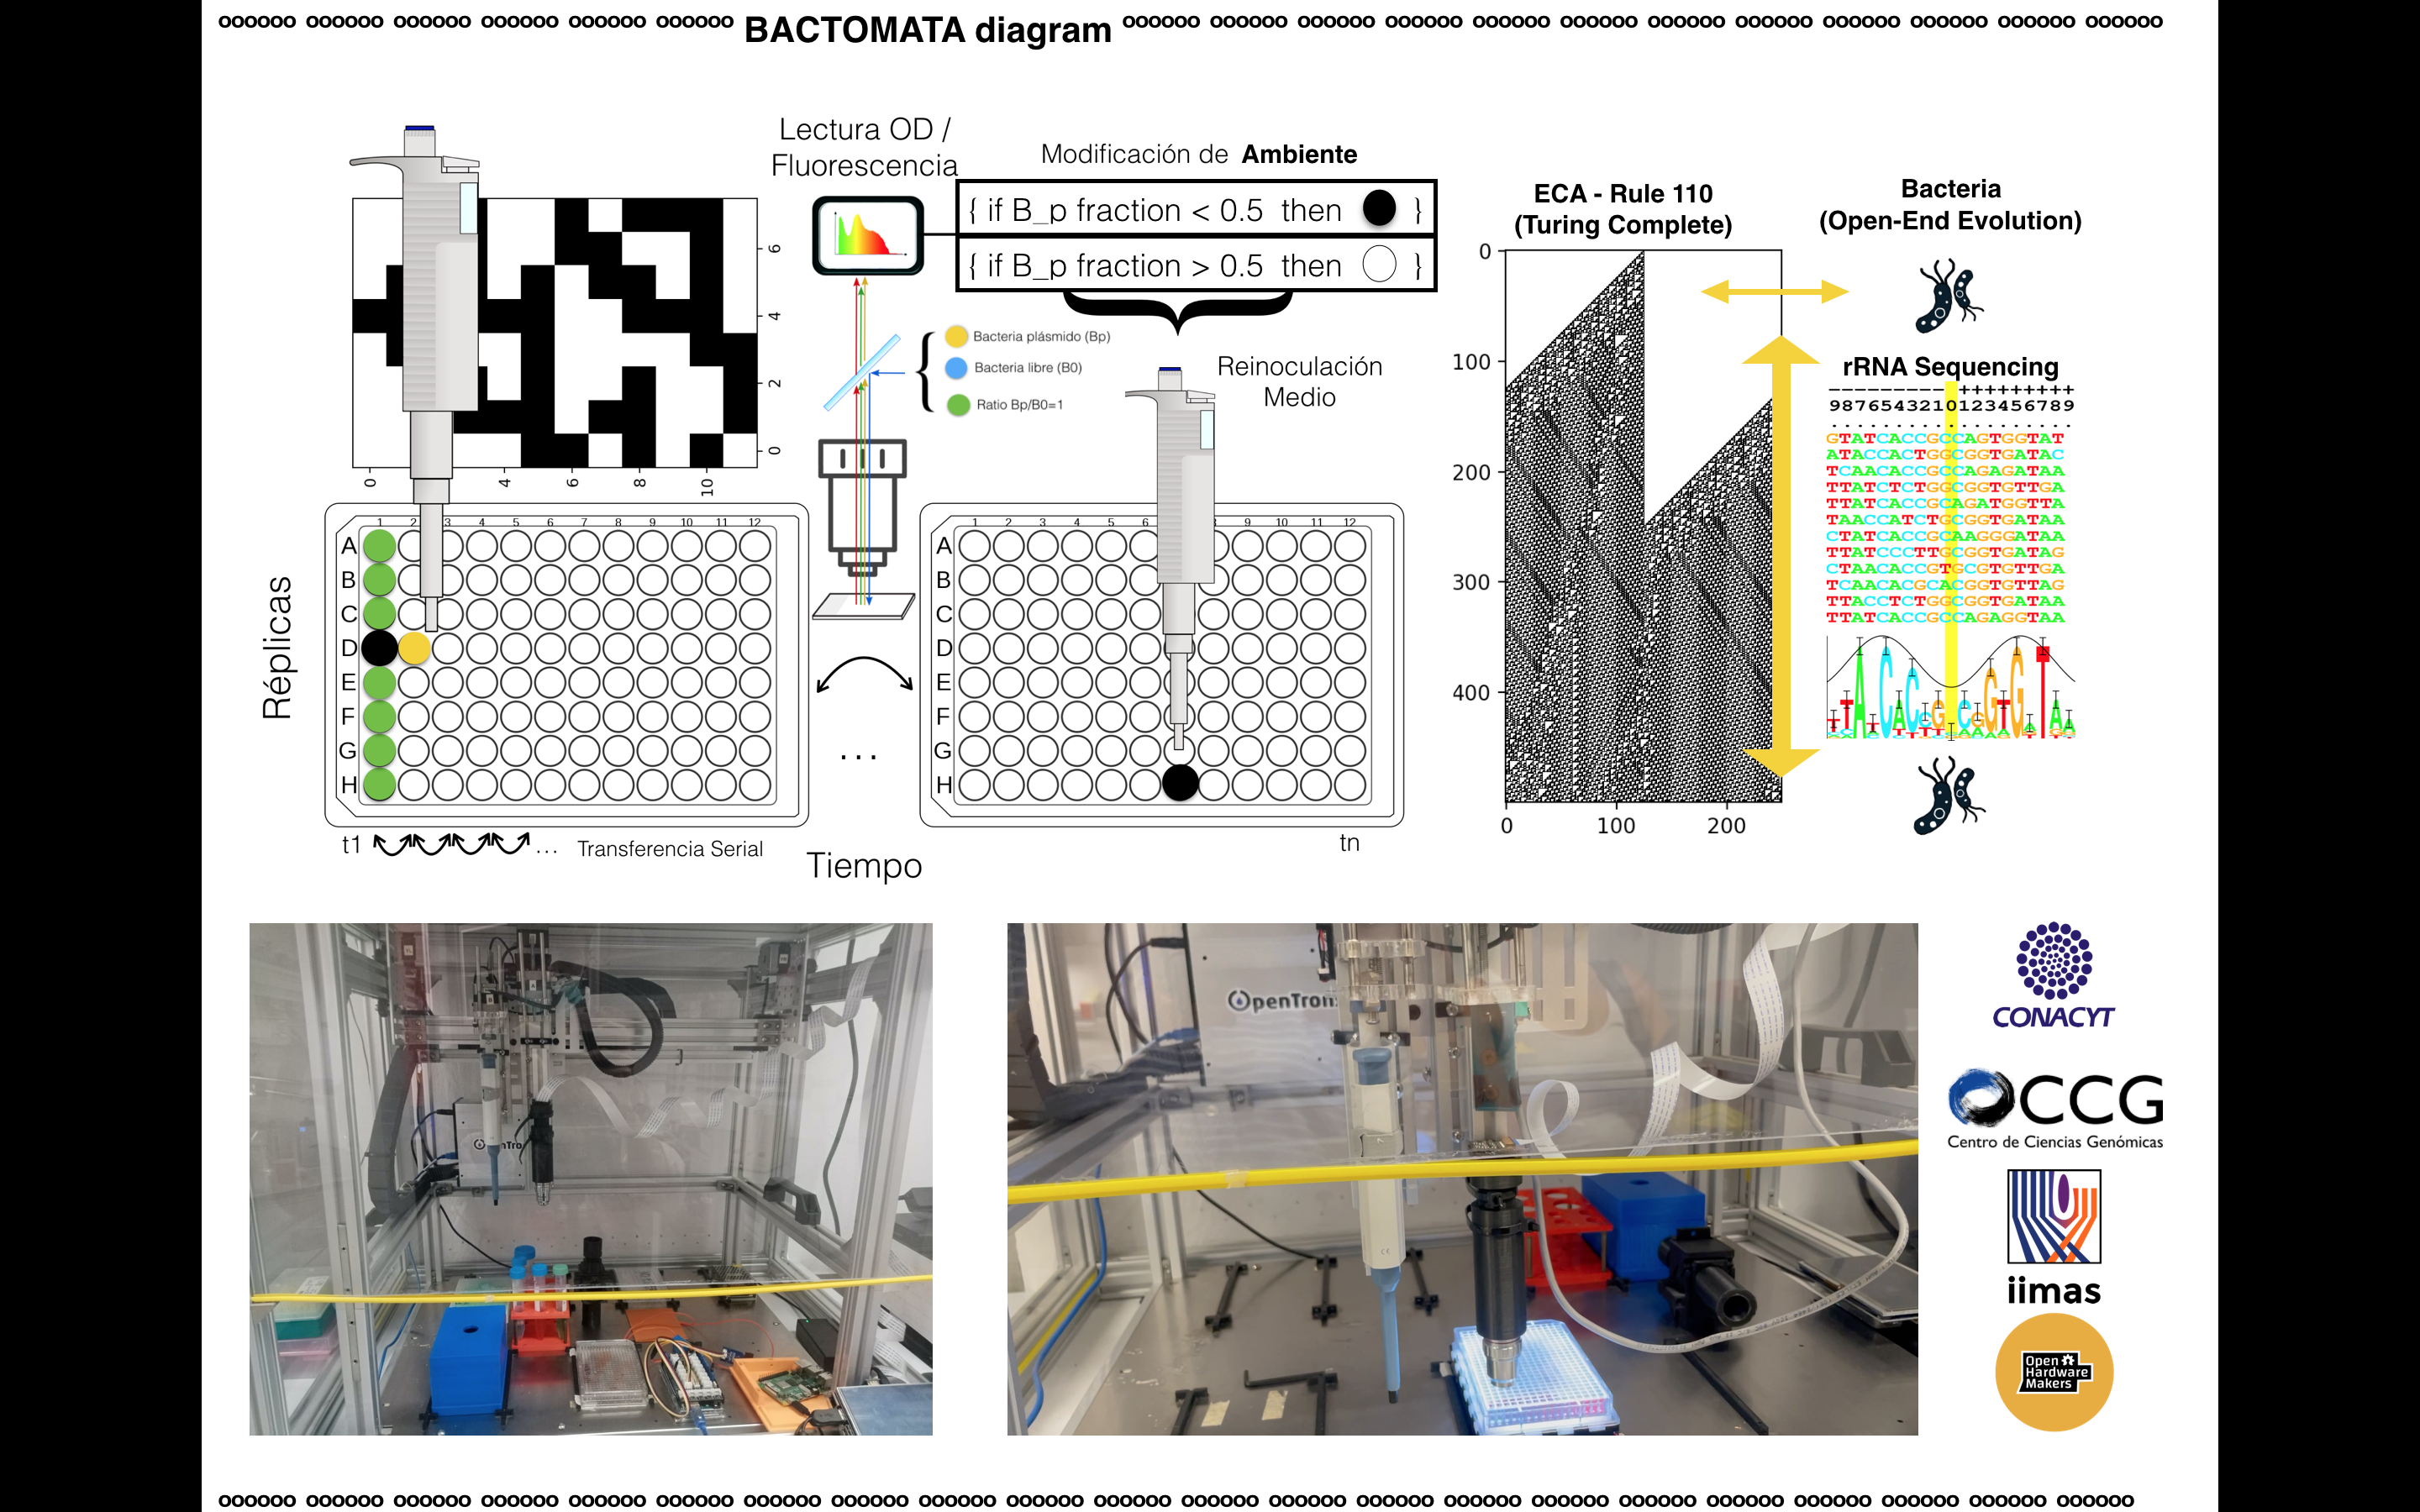 oooooo oooooo oooooo oooooo oooooo oooooo BACTOMATA diagram oooooo oooooo oooooo oooooo oooooo oooooo oooooo oooooo oooooo oooooo oooooo oooooo
Lectura OD /
Fluorescencia
Modificación de Ambiente
{ if B_p fraction < 0.5 then }
{ if B_p fraction > 0.5 then }
0 2 4 6
0 4 6 8 10
Bacteria plásmido (Bp)
Bacteria libre (B0)
Ratio Bp/B0=1
Reinoculación
Medio
Réplicas
1 2 3 4 5 6 7 8 9 10 11 12
A
B
C
D
E
F
G
H
t1
... Transferencia Serial
...
Tiempo
1 2 3 4 5 6 8 9 10 11 12
A
B
C
D
E
F
G
H
tn
ECA - Rule 110
(Turing Complete)
0
100
200
300
400
0 100 200
Bacteria
(Open-End Evolution)
rRNA Sequencing
----------+++++++++
9876543210123456789
...................
GTATCACCGCCAGTGGTAT
ATACCACTGGCGGTGATAC
TCAACACCGCCAGAGATAA
TTATCTCTGGCGGTGTTGA
TTATCACCGCAGATGGTTA
TAACCATCTGCGGTGATAA
CTATCACCGCAAGGGATAA
TTATCCCTTGCGGTGATAG
CTAACACCGTGCGTGTTGA
TCAACACGCACGGTGTTAG
TTACCTCTGGCGGTGATAA
TTATCACCGCCAGAGGTAA
OpenTrons
CONACYT
CCG
Centro de Ciencias Genómicas
iimas
Open
Hardware
Makers
oooooo oooooo oooooo oooooo oooooo oooooo oooooo oooooo oooooo oooooo oooooo oooooo oooooo oooooo oooooo oooooo oooooo oooooo oooooo oooooo oooooo oooooo